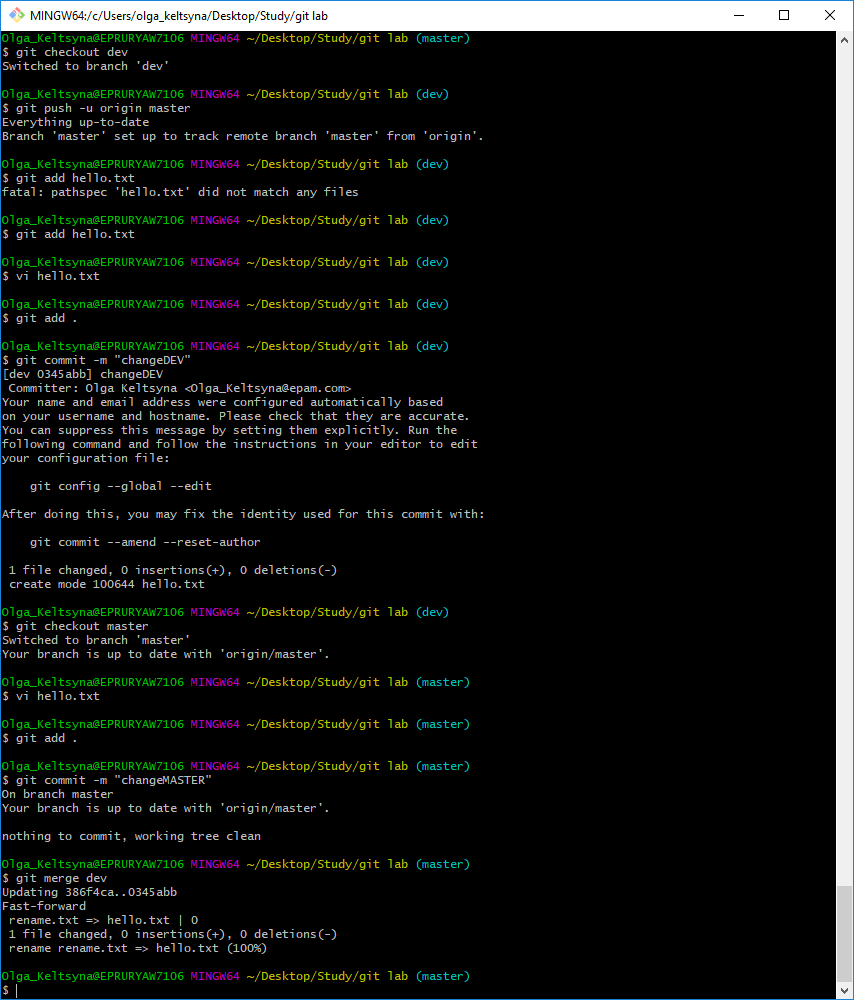 MINGW64:/c/Users/olga_keltsyna/Desktop/Study/git lab
Olga_Keltsyna@EPRURYAW7106 MINGW64 ~/Desktop/Study/git lab (master)
$ git checkout dev
Switched to branch 'dev'
Olga_Keltsyna@EPRURYAW7106 MINGW64 ~/Desktop/Study/git lab (dev)
$ git push -u origin master
Everything up-to-date
Branch 'master' set up to track remote branch 'master' from 'origin'.
Olga_Keltsyna@EPRURYAW7106 MINGW64 ~/Desktop/Study/git lab (dev)
$ git add hello.txt
fatal: pathspec 'hello.txt' did not match any files
Olga_Keltsyna@EPRURYAW7106 MINGW64 ~/Desktop/Study/git lab (dev)
$ git add hello.txt
Olga_Keltsyna@EPRURYAW7106 MINGW64 ~/Desktop/Study/git lab (dev)
$ vi hello.txt
Olga_Keltsyna@EPRURYAW7106 MINGW64 ~/Desktop/Study/git lab (dev)
$ git add .
Olga_Keltsyna@EPRURYAW7106 MINGW64 ~/Desktop/Study/git lab (dev)
$ git commit -m "changeDEV"
[dev 0345abb] changeDEV
Committer: Olga Keltsyna <Olga_Keltsyna@epam.com>
Your name and email address were configured automatically based
on your username and hostname. Please check that they are accurate.
You can suppress this message by setting them explicitly. Run the
following command and follow the instructions in your editor to edit
your configuration file:
git config --global --edit
After doing this, you may fix the identity used for this commit with:
git commit --amend --reset-author
1 file changed, 0 insertions(+), 0 deletions(-)
create mode 100644 hello.txt
Olga_Keltsyna@EPRURYAW7106 MINGW64 ~/Desktop/Study/git lab (dev)
$ git checkout master
Switched to branch 'master'
Your branch is up to date with 'origin/master'.
Olga_Keltsyna@EPRURYAW7106 MINGW64 ~/Desktop/Study/git lab (master)
$ vi hello.txt
Olga_Keltsyna@EPRURYAW7106 MINGW64 ~/Desktop/Study/git lab (master)
$ git add .
Olga_Keltsyna@EPRURYAW7106 MINGW64 ~/Desktop/Study/git lab (master)
$ git commit -m "changeMASTER"
On branch master
Your branch is up to date with 'origin/master'.
nothing to commit, working tree clean
Olga_Keltsyna@EPRURYAW7106 MINGW64 ~/Desktop/Study/git lab (master)
$ git merge dev
Updating 386f4ca..0345abb
Fast-forward
rename.txt => hello.txt | 0
1 file changed, 0 insertions(+), 0 deletions(-)
rename rename.txt => hello.txt (100%)
Olga_Keltsyna@EPRURYAW7106 MINGW64 ~/Desktop/Study/git lab (master)
$